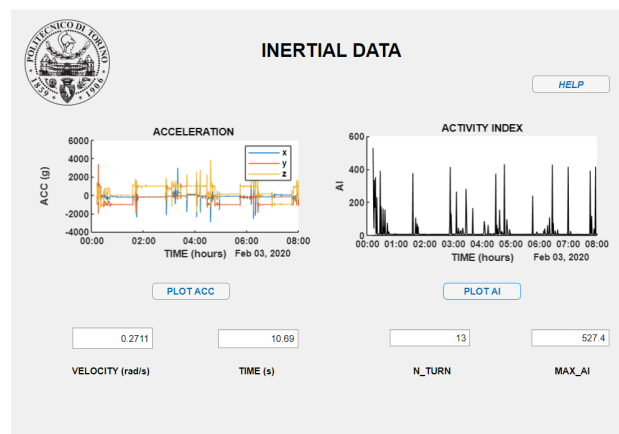 POLITECNICO DI TORINO
1859 * 1906
INERTIAL DATA
HELP
ACCELERATION
6000
4000
2000
0
-2000
-4000
ACC (g)
x
y
z
00:00 02:00 04:00 06:00 08:00
TIME (hours) Feb 03, 2020
ACTIVITY INDEX
600
400
200
0
AI
00:00 01:00 02:00 03:00 04:00 05:00 06:00 07:00 08:00
TIME (hours) Feb 03, 2020
PLOT ACC
PLOT AI
0.2711 10.69 13 527.4
VELOCITY (rad/s) TIME (s) N_TURN MAX_AI